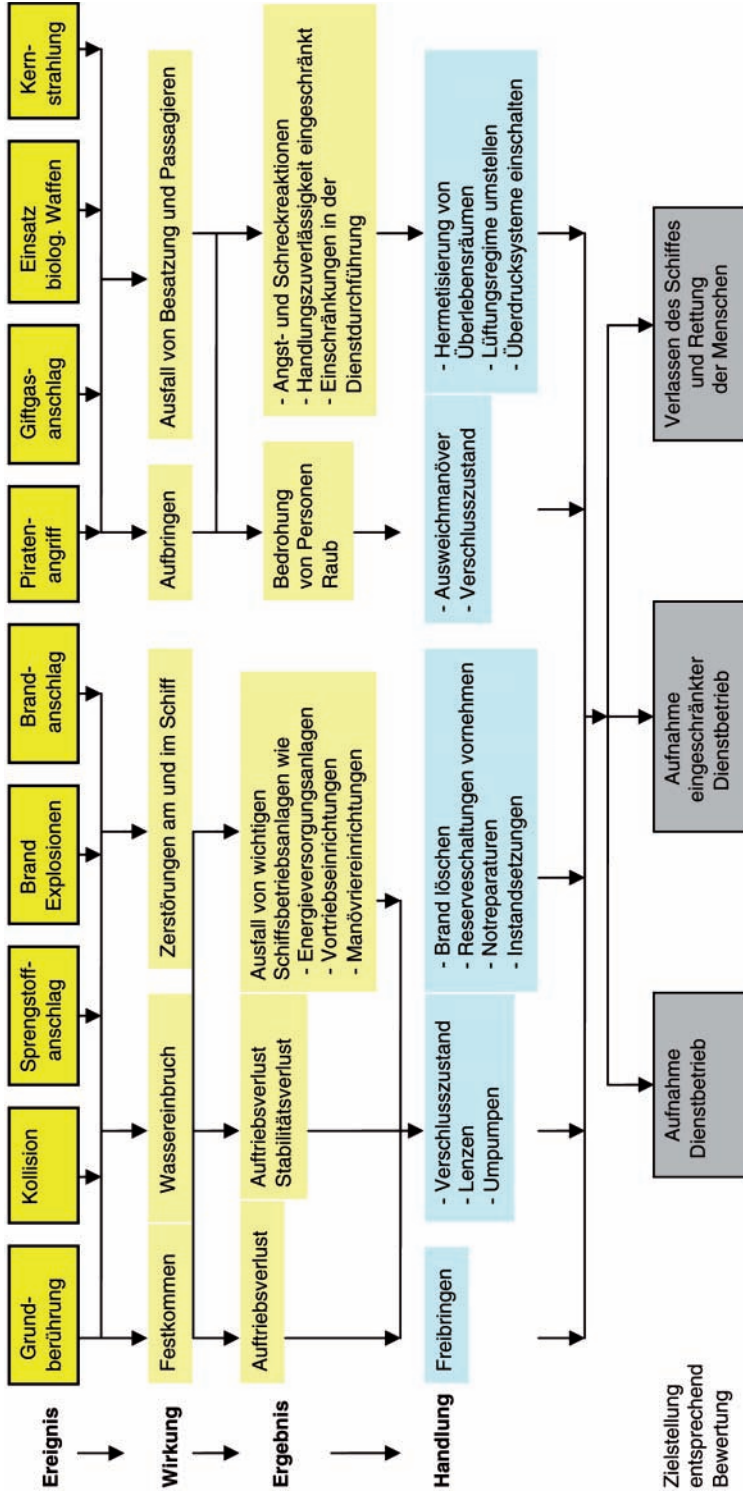 Ereignis
Grund-
berührung
Kollision
Sprengstoff-
anschlag
Brand
Explosionen
Brand-
anschlag
Piraten-
angriff
Giftgas-
anschlag
Einsatz
biolog. Waffen
Kern-
strahlung
Wirkung
Festkommen
Wassereinbruch
Zerstörungen am und im Schiff
Aufbringen
Ausfall von Besatzung und Passagieren
Ergebnis
Auftriebsverlust
Auftriebsverlust
Stabilitätsverlust
Ausfall von wichtigen
Schiffsbetriebsanlagen wie
- Energieversorgungsanlagen
- Vortriebseinrichtungen
- Manövriereinrichtungen
Bedrohung
von Personen
Raub
- Angst- und Schreckreaktionen
- Handlungszuverlässigkeit eingeschränkt
- Einschränkungen in der
Dienstdurchführung
Handlung
Freibringen
- Verschlusszustand
- Lenzen
- Umpumpen
- Brand löschen
- Reserveschaltungen vornehmen
- Notreparaturen
- Instandsetzungen
- Ausweichmanöver
- Verschlusszustand
- Hermetisierung von
Überlebensräumen
- Lüftungsregime umstellen
- Überdrucksysteme einschalten
Zielstellung
entsprechend
Bewertung
Aufnahme
Dienstbetrieb
Aufnahme
eingeschränkter
Dienstbetrieb
Verlassen des Schiffes
und Rettung
der Menschen